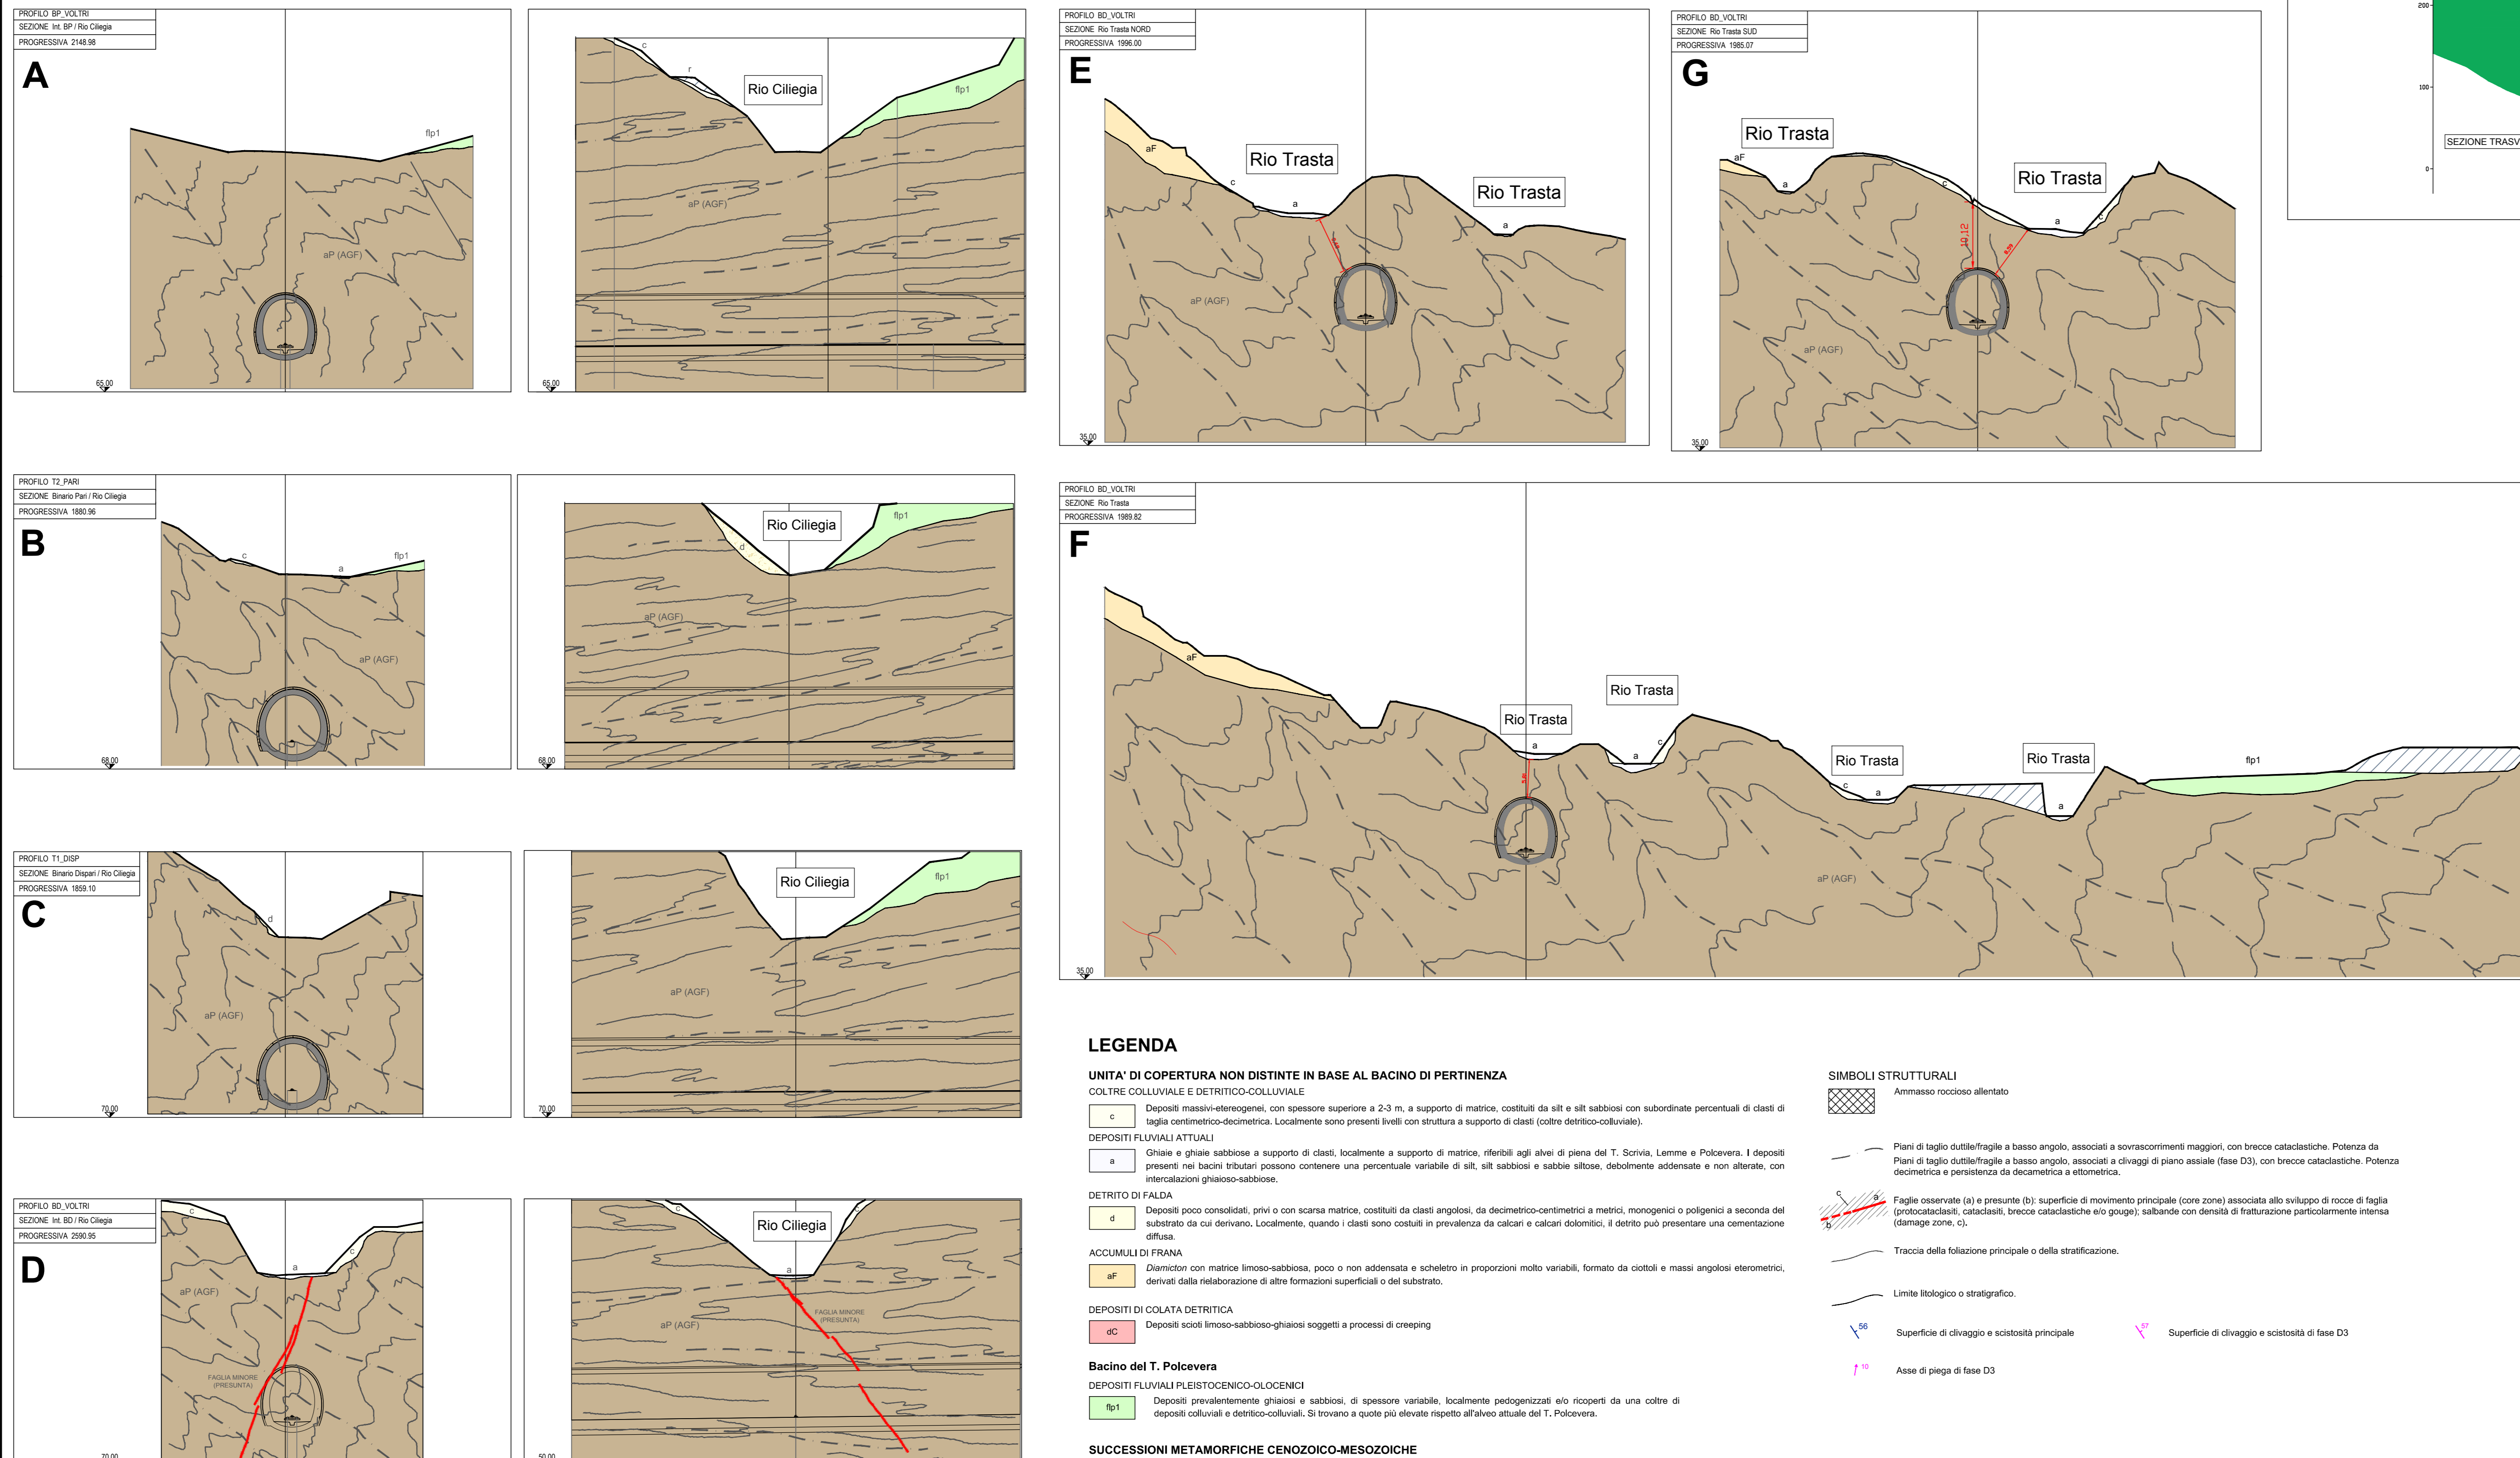 PROFILO BP_VOLTRI
SEZIONE Int. BP / Rio Ciliegia
PROGRESSIVA 2148.98
A
flp1
aP (AGF)
65.00
c
r
Rio Ciliegia
flp1
aP (AGF)
65.00
PROFILO BD_VOLTRI
SEZIONE Rio Trasta NORD
PROGRESSIVA 1996.00
E
aF
c
Rio Trasta
a
Rio Trasta
a
aP (AGF)
35.00
PROFILO BD_VOLTRI
SEZIONE Rio Trasta SUD
PROGRESSIVA 1985.07
G
Rio Trasta
aF
a
c
Rio Trasta
a
c
10,12
8,59
aP (AGF)
35.00
200
100
0
SEZIONE TRASV
PROFILO T2_PARI
SEZIONE Binario Pari / Rio Ciliegia
PROGRESSIVA 1880.96
B
c
a
flp1
aP (AGF)
68.00
Rio Ciliegia
d
flp1
aP (AGF)
68.00
PROFILO BD_VOLTRI
SEZIONE Rio Trasta
PROGRESSIVA 1989.82
F
aF
Rio Trasta
a
Rio Trasta
a
c
Rio Trasta
c
a
Rio Trasta
a
flp1
aP (AGF)
35.00
PROFILO T1_DISP
SEZIONE Binario Dispari / Rio Ciliegia
PROGRESSIVA 1859.10
C
d
aP (AGF)
70.00
Rio Ciliegia
flp1
aP (AGF)
70.00
PROFILO BD_VOLTRI
SEZIONE Int. BD / Rio Ciliegia
PROGRESSIVA 2590.95
D
c
a
c
aP (AGF)
FAGLIA MINORE
(PRESUNTA)
70.00
c
Rio Ciliegia
c
a
FAGLIA MINORE
(PRESUNTA)
aP (AGF)
50.00
LEGENDA
UNITA' DI COPERTURA NON DISTINTE IN BASE AL BACINO DI PERTINENZA
COLTRE COLLUVIALE E DETRITICO-COLLUVIALE
c
Depositi massivi-etereogenei, con spessore superiore a 2-3 m, a supporto di matrice, costituiti da silt e silt sabbiosi con subordinate percentuali di clasti di
taglia centimetrico-decimetrica. Localmente sono presenti livelli con struttura a supporto di clasti (coltre detritico-colluviale).
DEPOSITI FLUVIALI ATTUALI
a
Ghiaie e ghiaie sabbiose a supporto di clasti, localmente a supporto di matrice, riferibili agli alvei di piena del T. Scrivia, Lemme e Polcevera. I depositi
presenti nei bacini tributari possono contenere una percentuale variabile di silt, silt sabbiosi e sabbie siltose, debolmente addensate e non alterate, con
intercalazioni ghiaioso-sabbiose.
DETRITO DI FALDA
d
Depositi poco consolidati, privi o con scarsa matrice, costituiti da clasti angolosi, da decimetrico-centimetrici a metrici, monogenici o poligenici a seconda del
substrato da cui derivano. Localmente, quando i clasti sono costuiti in prevalenza da calcari e calcari dolomitici, il detrito può presentare una cementazione
diffusa.
ACCUMULI DI FRANA
aF
Diamicton con matrice limoso-sabbiosa, poco o non addensata e scheletro in proporzioni molto variabili, formato da ciottoli e massi angolosi eterometrici,
derivati dalla rielaborazione di altre formazioni superficiali o del substrato.
DEPOSITI DI COLATA DETRITICA
dC
Depositi scioti limoso-sabbioso-ghiaiosi soggetti a processi di creeping
Bacino del T. Polcevera
DEPOSITI FLUVIALI PLEISTOCENICO-OLOCENICI
flp1
Depositi prevalentemente ghiaiosi e sabbiosi, di spessore variabile, localmente pedogenizzati e/o ricoperti da una coltre di
depositi colluviali e detritico-colluviali. Si trovano a quote più elevate rispetto all'alveo attuale del T. Polcevera.
SUCCESSIONI METAMORFICHE CENOZOICO-MESOZOICHE
SIMBOLI STRUTTURALI
Ammasso roccioso allentato
Piani di taglio duttile/fragile a basso angolo, associati a sovrascorrimenti maggiori, con brecce cataclastiche. Potenza da
Piani di taglio duttile/fragile a basso angolo, associati a clivaggi di piano assiale (fase D3), con brecce cataclastiche. Potenza
decimetrica e persistenza da decametrica a ettometrica.
c
a
b
Faglie osservate (a) e presunte (b): superficie di movimento principale (core zone) associata allo sviluppo di rocce di faglia
(protocataclasiti, cataclasiti, brecce cataclastiche e/o gouge); salbande con densità di fratturazione particolarmente intensa
(damage zone, c).
Traccia della foliazione principale o della stratificazione.
Limite litologico o stratigrafico.
56
Superficie di clivaggio e scistosità principale
57
Superficie di clivaggio e scistosità di fase D3
10
Asse di piega di fase D3